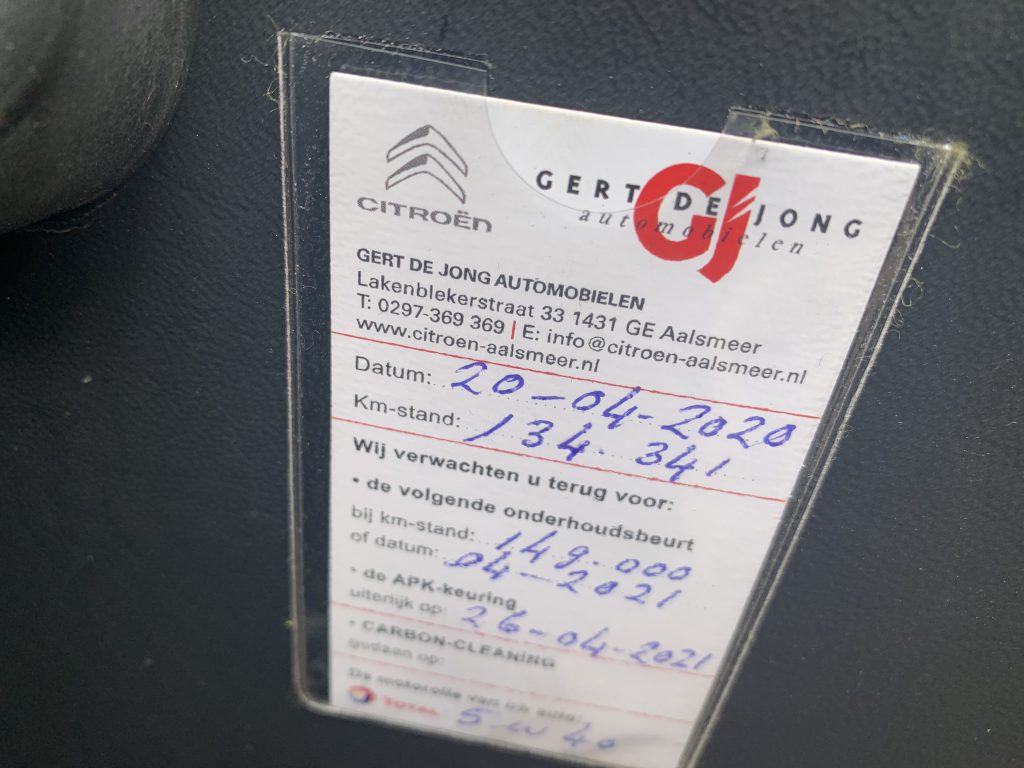 CITROËN
GERT DE JONG
automobielen
GJ
GERT DE JONG AUTOMOBIELEN
Lakenblekerstraat 33 1431 GE Aalsmeer
T: 0297-369 369 | E: info@citroen-aalsmeer.nl
www.citroen-aalsmeer.nl
Datum: 20-04-2020
Km-stand: 134.341
Wij verwachten u terug voor:
• de volgende onderhoudsbeurt
bij km-stand: 149.000
of datum: 04-2021
• de APK-keuring
uiterlijk op: 26-04-2021
• CARBON-CLEANING
gedaan op:
De motorolie van uw auto:
TOTAL 5w40